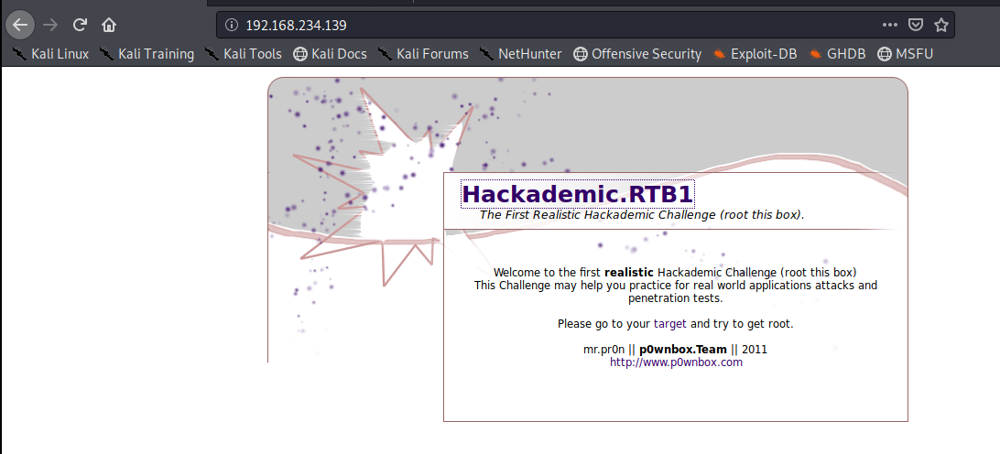 192.168.234.139
Kali Linux Kali Training Kali Tools Kali Docs Kali Forums NetHunter Offensive Security Exploit-DB GHDB MSFU
Hackademic.RTB1
The First Realistic Hackademic Challenge (root this box).
Welcome to the first realistic Hackademic Challenge (root this box)
This Challenge may help you practice for real world applications attacks and
penetration tests.
Please go to your target and try to get root.
mr.pr0n || p0wnbox.Team || 2011
http://www.p0wnbox.com